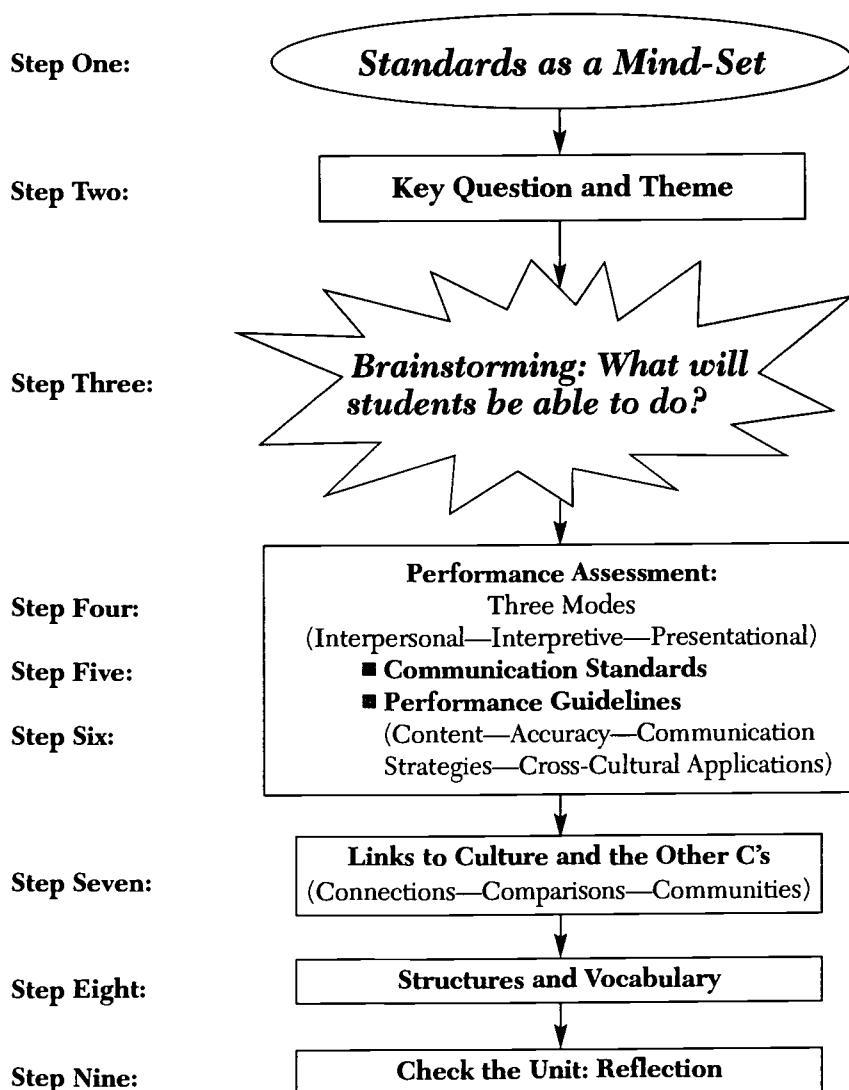 Step One: Standards as a Mind-Set
Step Two: Key Question and Theme
Step Three: Brainstorming: What will
students be able to do?
Performance Assessment:
Step Four: Three Modes
(Interpersonal—Interpretive—Presentational)
Step Five: ■ Communication Standards
■ Performance Guidelines
Step Six: (Content—Accuracy—Communication
Strategies—Cross-Cultural Applications)
Links to Culture and the Other C's
Step Seven: (Connections—Comparisons—Communities)
Step Eight: Structures and Vocabulary
Step Nine: Check the Unit: Reflection